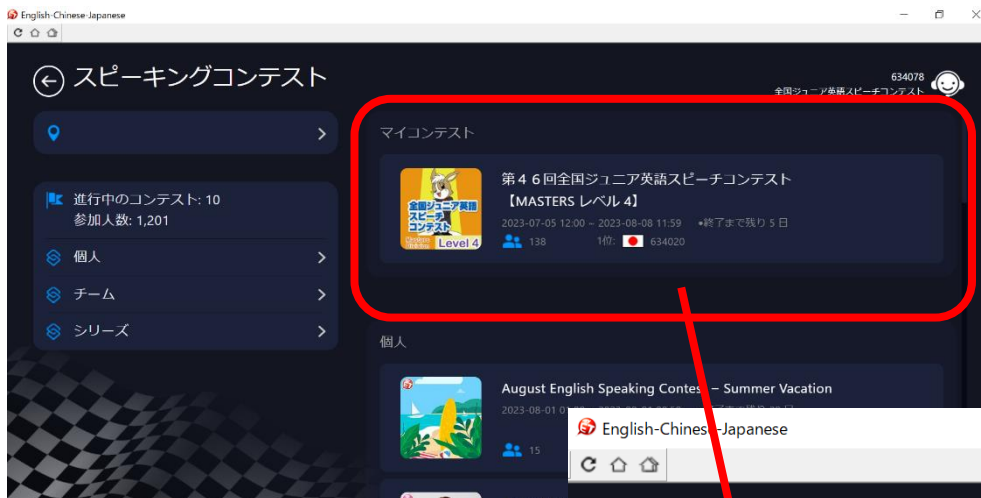 English-Chinese-Japanese
スピーキングコンテスト
634078
全国ジュニア英語スピーチコンテスト
進行中のコンテスト: 10
参加人数: 1,201
個人
チーム
シリーズ
マイコンテスト
全国ジュニア英語
スピーチ
コンテスト
Masters
Level 4
第４６回全国ジュニア英語スピーチコンテスト
【MASTERS レベル 4】
2023-07-05 12:00 – 2023-08-08 11:59 •終了まで残り 5 日
138 1位: 634020
個人
August English Speaking Contest – Summer Vacation
2023-08-01
15
English-Chinese-Japanese